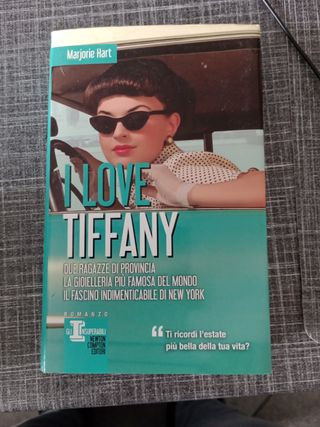 Marjorie Hart
I LOVE
TIFFANY
DUE RAGAZZE DI PROVINCIA
LA GIOIELLERIA PIÙ FAMOSA DEL MONDO
IL FASCINO INDIMENTICABILE DI NEW YORK
ROMANZO
GLI INSUPERABILI
NEWTON
COMPTON
EDITORI
“Ti ricordi l'estate
più bella della tua vita?